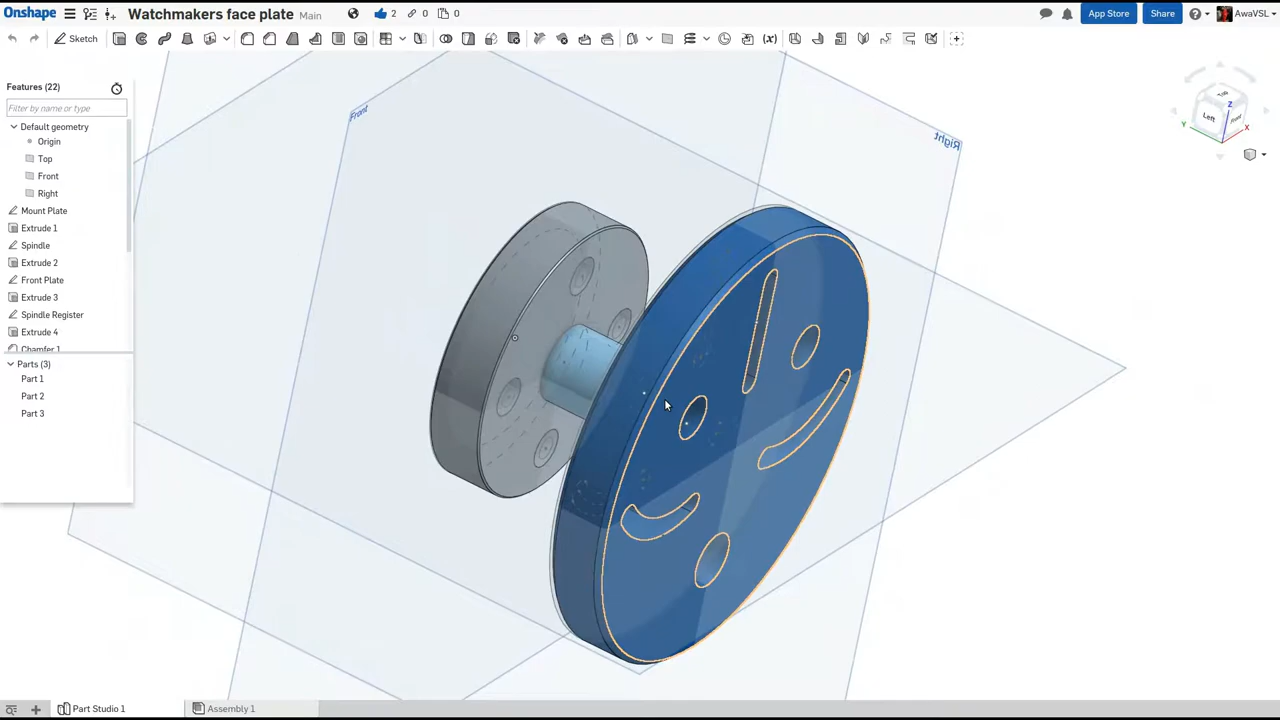 Onshape Watchmakers face plate Main 2 0 0 App Store Share AwaVSL
Sketch (x)
Features (22)
Filter by name or type
Default geometry
Origin
Top
Front
Right
Mount Plate
Extrude 1
Spindle
Extrude 2
Front Plate
Extrude 3
Spindle Register
Extrude 4
Chamfer 1
Parts (3)
Part 1
Part 2
Part 3
Front
Right
Top
Left
Front
Z
Y
X
Part Studio 1
Assembly 1